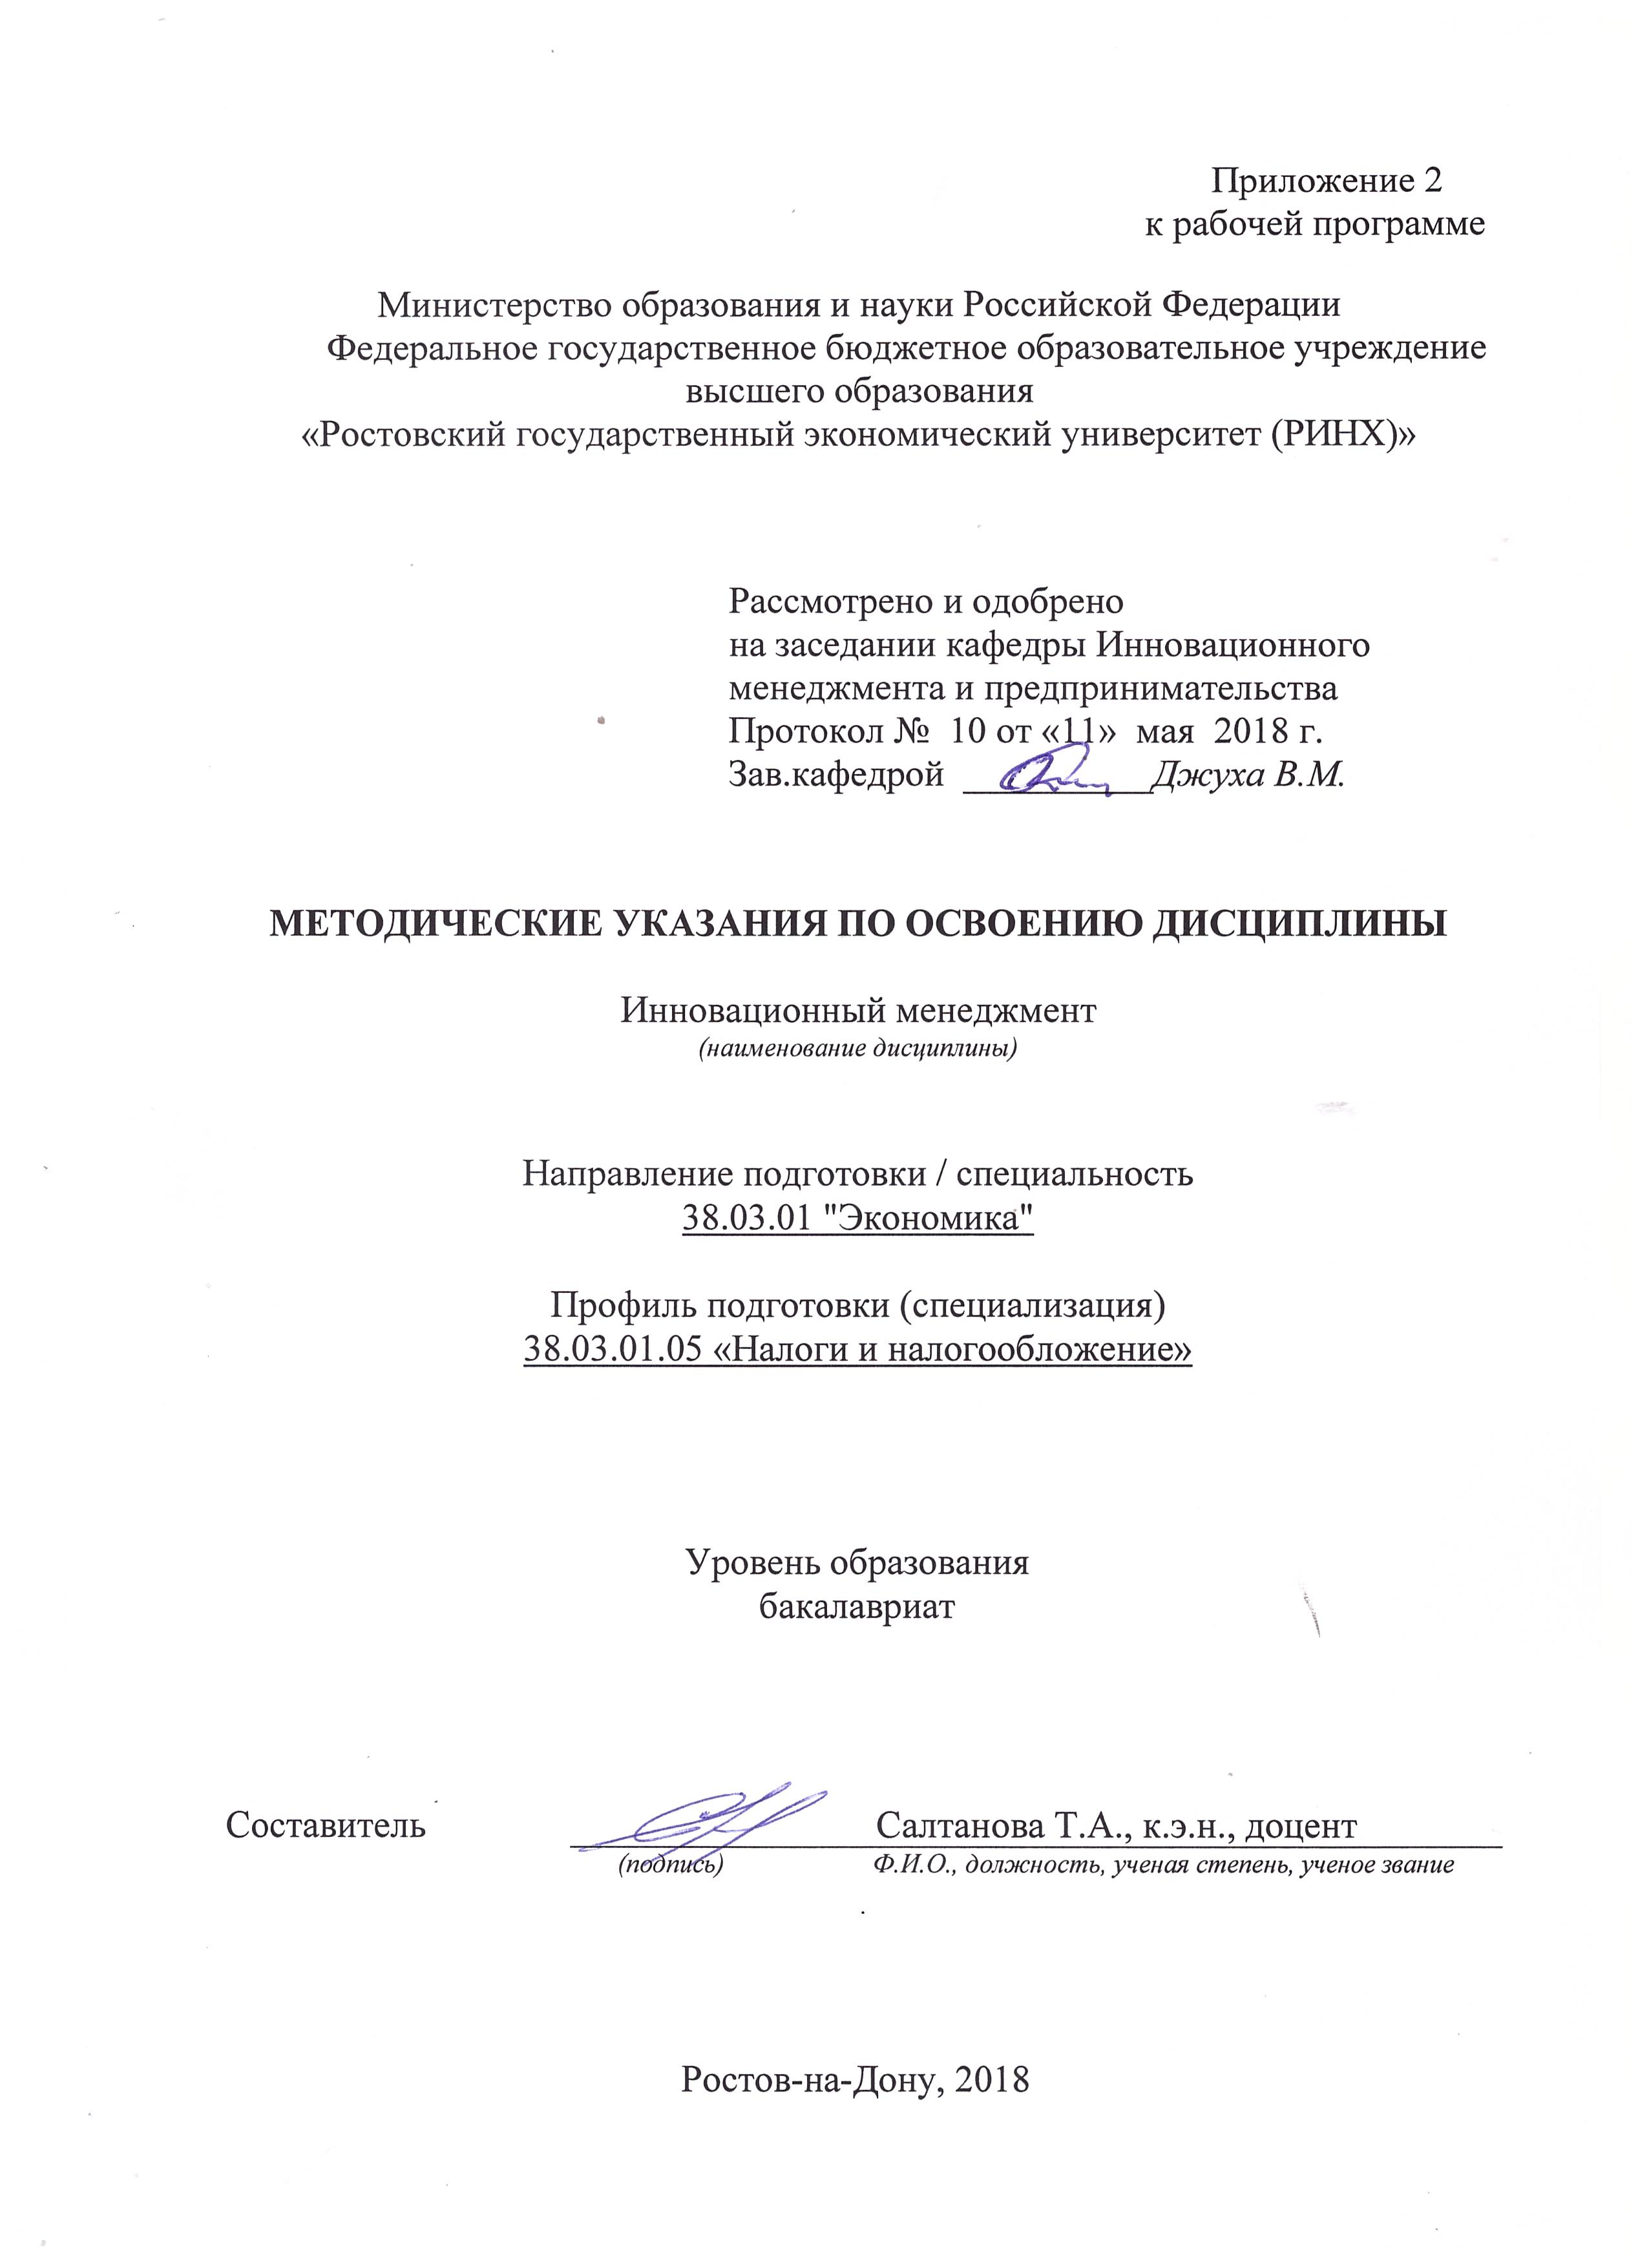 Приложение 2
к рабочей программе
Министерство образования и науки Российской Федерации
Федеральное государственное бюджетное образовательное учреждение
высшего образования
«Ростовский государственный экономический университет (РИНХ)»
Рассмотрено и одобрено
на заседании кафедры Инновационного
менеджмента и предпринимательства
Протокол № 10 от «11» мая 2018 г.
Зав.кафедрой __________Джуха В.М.
МЕТОДИЧЕСКИЕ УКАЗАНИЯ ПО ОСВОЕНИЮ ДИСЦИПЛИНЫ
Инновационный менеджмент
(наименование дисциплины)
Направление подготовки / специальность
38.03.01 "Экономика"
Профиль подготовки (специализация)
38.03.01.05 «Налоги и налогообложение»
Уровень образования
бакалавриат
Составитель Салтанова Т.А., к.э.н., доцент
(подпись) Ф.И.О., должность, ученая степень, ученое звание
Ростов-на-Дону, 2018